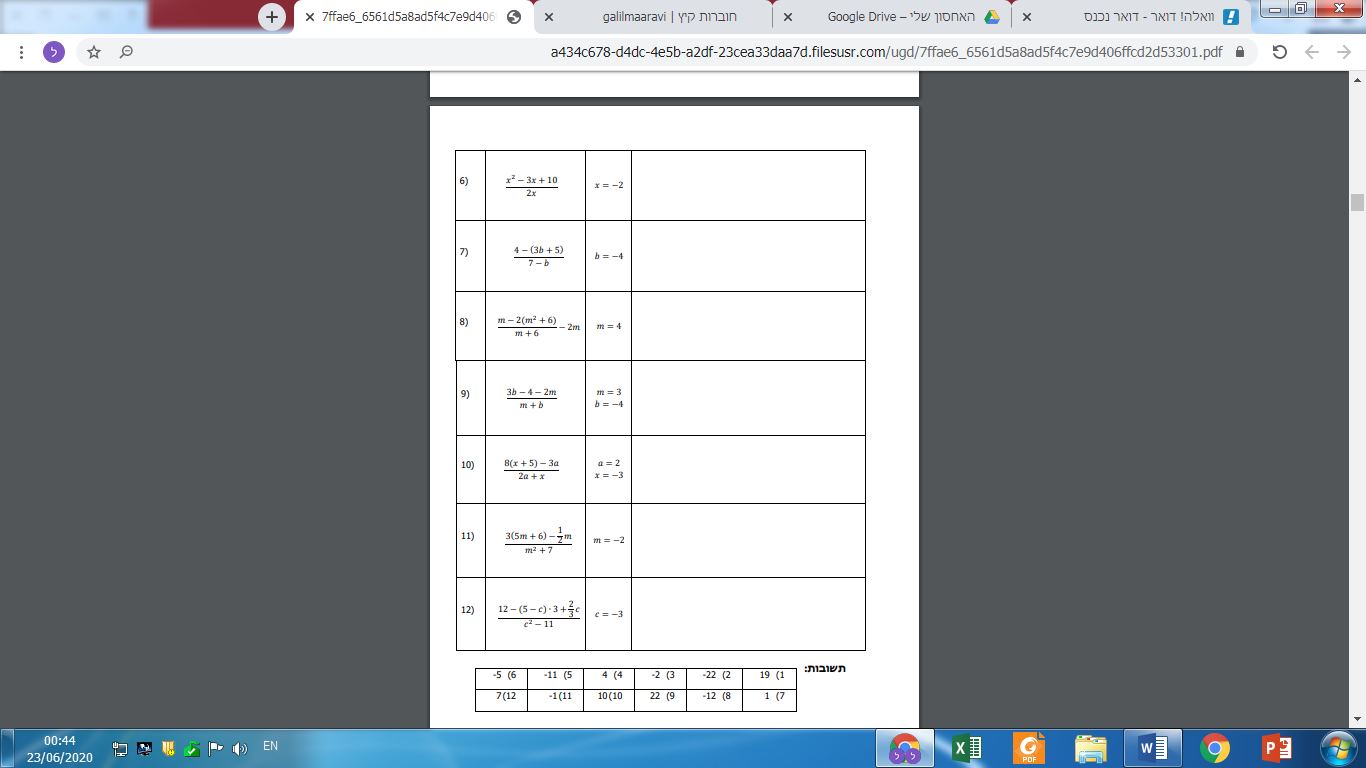 7ffae6_6561d5a8ad5f4c7e9d406
galilmaaravi | חוברות קיץ
האחסון שלי – Google Drive
וואלה! דואר - דואר נכנס
a434c678-d4dc-4e5b-a2df-23cea33daa7d.filesusr.com/ugd/7ffae6_6561d5a8ad5f4c7e9d406ffcd2d53301.pdf
6) (x² − 3x + 10)/(2x) x = −2
7) (4 − (3b + 5))/(7 − b) b = −4
8) (m − 2(m² + 6))/(m + 6) − 2m m = 4
9) (3b − 4 − 2m)/(m + b) m = 3
b = −4
10) (8(x + 5) − 3a)/(2a + x) a = 2
x = −3
11) (3(5m + 6) − 1/2 m)/(m² + 7) m = −2
12) (12 − (5 − c) · 3 + 2/3 c)/(c² − 11) c = −3
תשובות:
-5 (6 -11 (5 4 (4 -2 (3 -22 (2 19 (1
7(12 -1(11 10(10 22 (9 -12 (8 1 (7
00:44
23/06/2020
EN
PDF